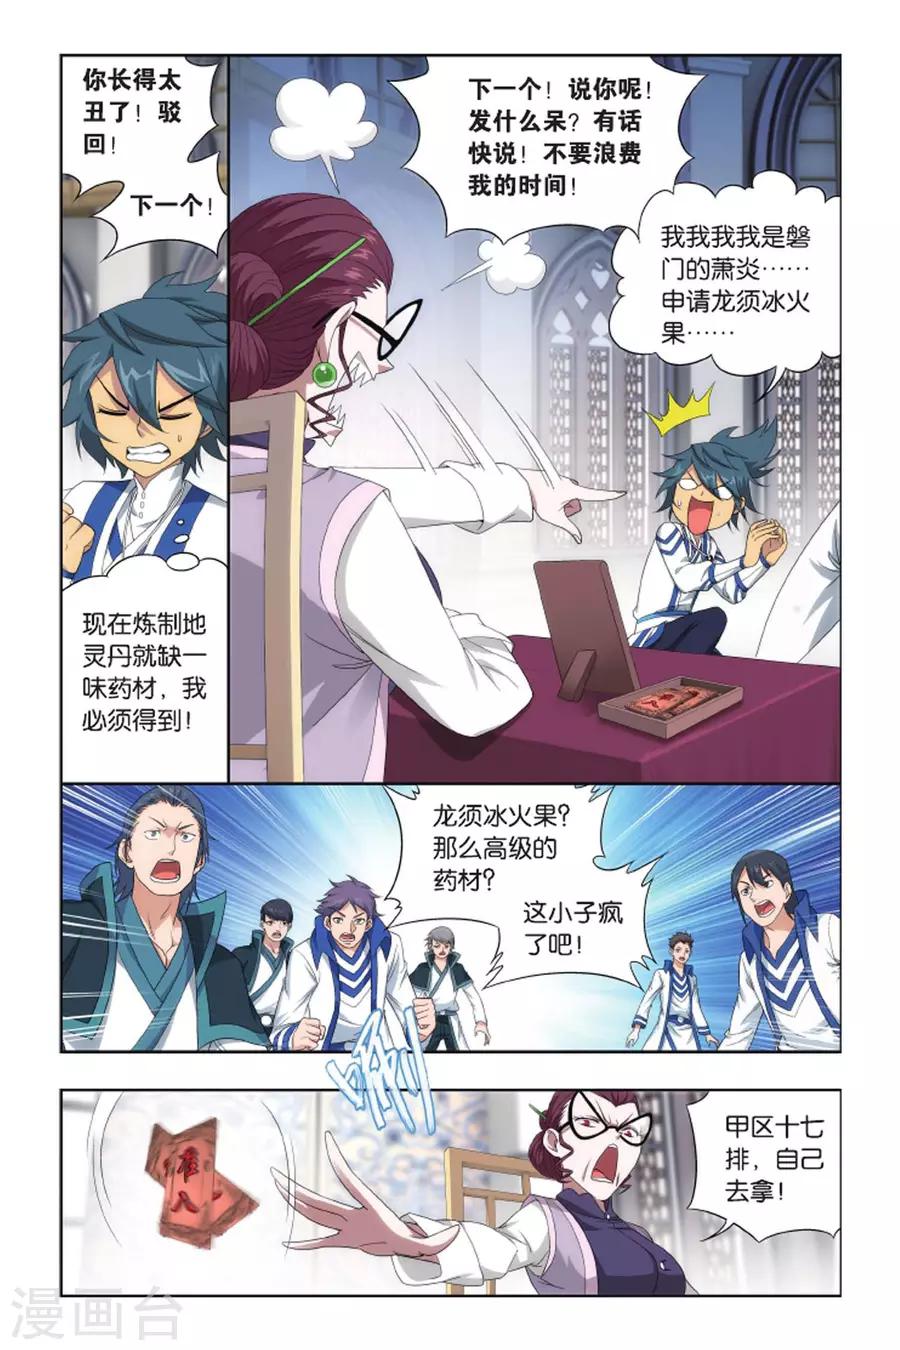 你长得太
丑了！驳
回！
下一个！
下一个！说你呢！
发什么呆？有话
快说！不要浪费
我的时间！
我我我我是磐
门的萧炎……
申请龙须冰火
果……
现在炼制地
灵丹就缺一
味药材，我
必须得到！
龙须冰火果？
那么高级的
药材？
这小子疯
了吧！
唰
准
入
甲区十七
排，自己
去拿！
漫画台